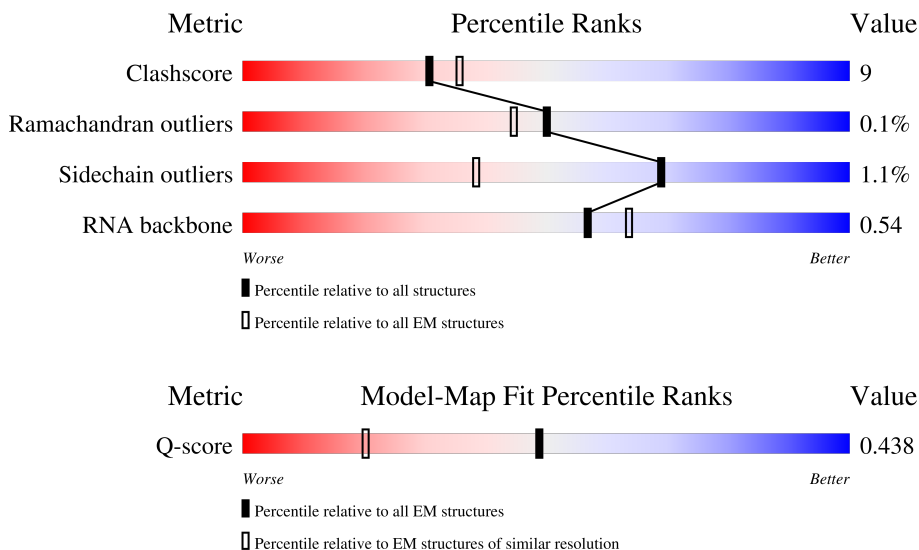 Metric Percentile Ranks Value
Clashscore 9
Ramachandran outliers 0.1%
Sidechain outliers 1.1%
RNA backbone 0.54
Worse Better
Percentile relative to all structures
Percentile relative to all EM structures
Metric Model-Map Fit Percentile Ranks Value
Q-score 0.438
Worse Better
Percentile relative to all EM structures
Percentile relative to EM structures of similar resolution